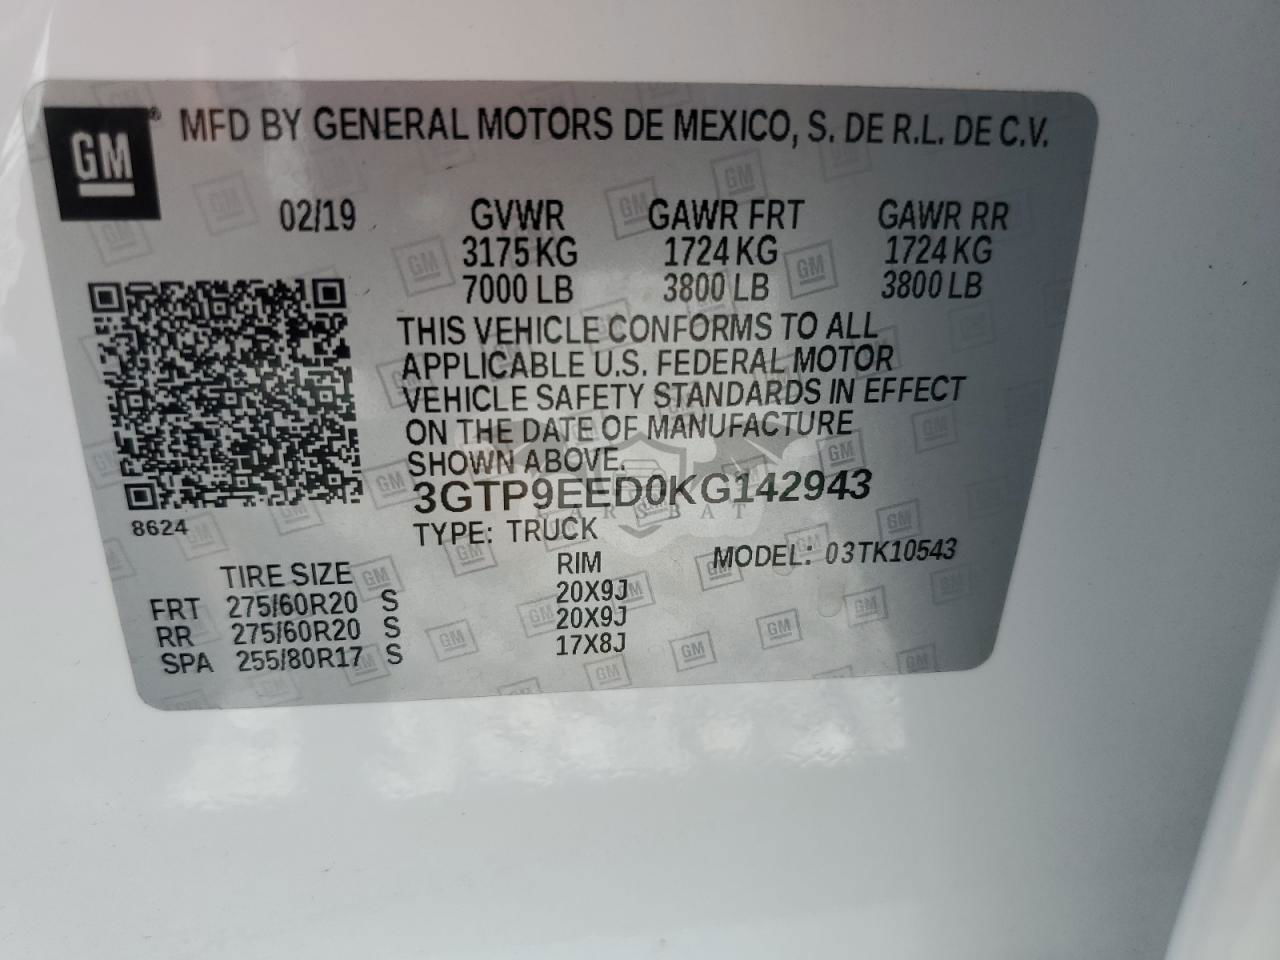 GM® MFD BY GENERAL MOTORS DE MEXICO, S. DE R.L. DE C.V.
02/19 GVWR GAWR FRT GAWR RR
3175 KG 1724 KG 1724 KG
7000 LB 3800 LB 3800 LB
THIS VEHICLE CONFORMS TO ALL
APPLICABLE U.S. FEDERAL MOTOR
VEHICLE SAFETY STANDARDS IN EFFECT
ON THE DATE OF MANUFACTURE
SHOWN ABOVE.
3GTP9EED0KG142943
8624
TYPE: TRUCK
MODEL: 03TK10543
TIRE SIZE RIM
FRT 275/60R20 S 20X9J
RR 275/60R20 S 20X9J
SPA 255/80R17 S 17X8J